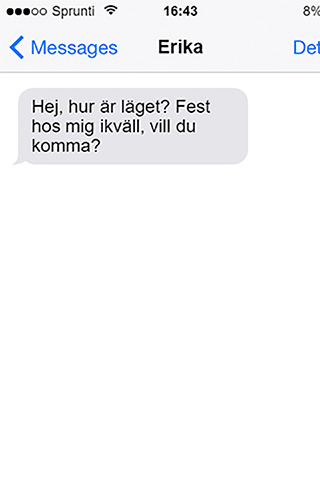 Sprunti 16:43 8%
Messages Erika Det
Hej, hur är läget? Fest
hos mig ikväll, vill du
komma?